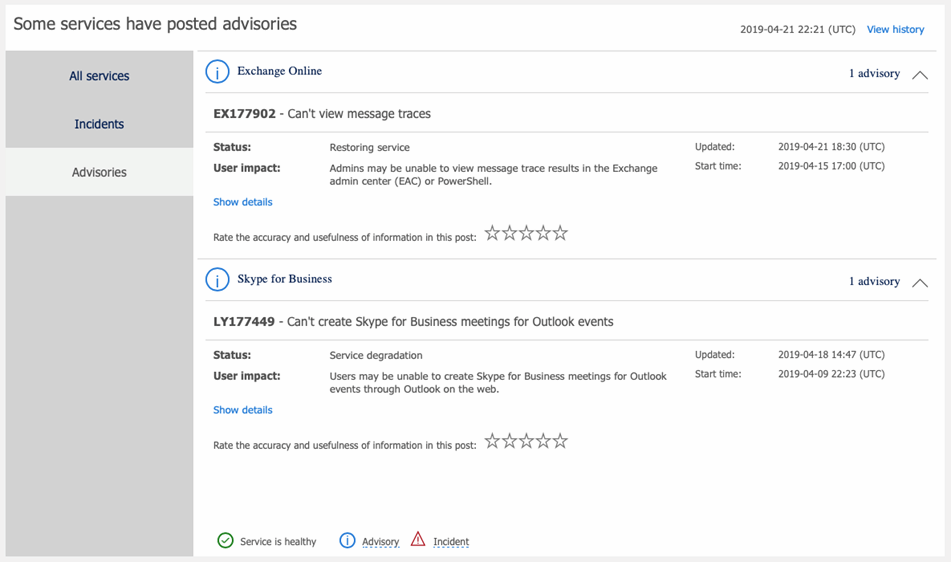 Some services have posted advisories
2019-04-21 22:21 (UTC) View history
All services
Incidents
Advisories
Exchange Online
1 advisory
EX177902 - Can't view message traces
Status: Restoring service
Updated: 2019-04-21 18:30 (UTC)
User impact: Admins may be unable to view message trace results in the Exchange
admin center (EAC) or PowerShell.
Start time: 2019-04-15 17:00 (UTC)
Show details
Rate the accuracy and usefulness of information in this post:
Skype for Business
1 advisory
LY177449 - Can't create Skype for Business meetings for Outlook events
Status: Service degradation
Updated: 2019-04-18 14:47 (UTC)
User impact: Users may be unable to create Skype for Business meetings for Outlook
events through Outlook on the web.
Start time: 2019-04-09 22:23 (UTC)
Show details
Rate the accuracy and usefulness of information in this post:
Service is healthy Advisory Incident